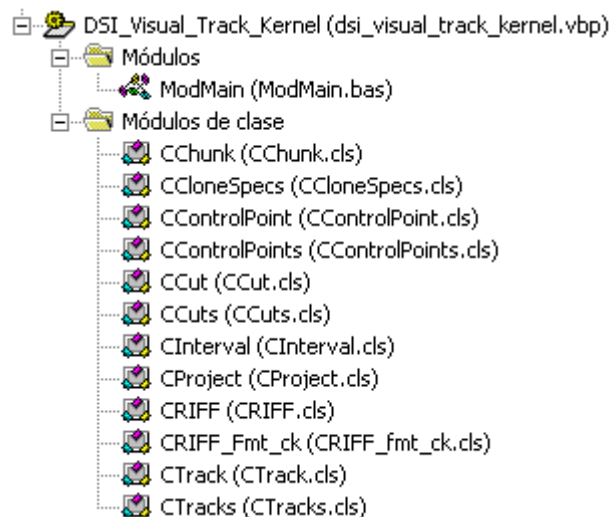 DSI_Visual_Track_Kernel (dsi_visual_track_kernel.vbp)
Módulos
ModMain (ModMain.bas)
Módulos de clase
CChunk (CChunk.cls)
CCloneSpecs (CCloneSpecs.cls)
CControlPoint (CControlPoint.cls)
CControlPoints (CControlPoints.cls)
CCut (CCut.cls)
CCuts (CCuts.cls)
CInterval (CInterval.cls)
CProject (CProject.cls)
CRIFF (CRIFF.cls)
CRIFF_Fmt_ck (CRIFF_fmt_ck.cls)
CTrack (CTrack.cls)
CTracks (CTracks.cls)